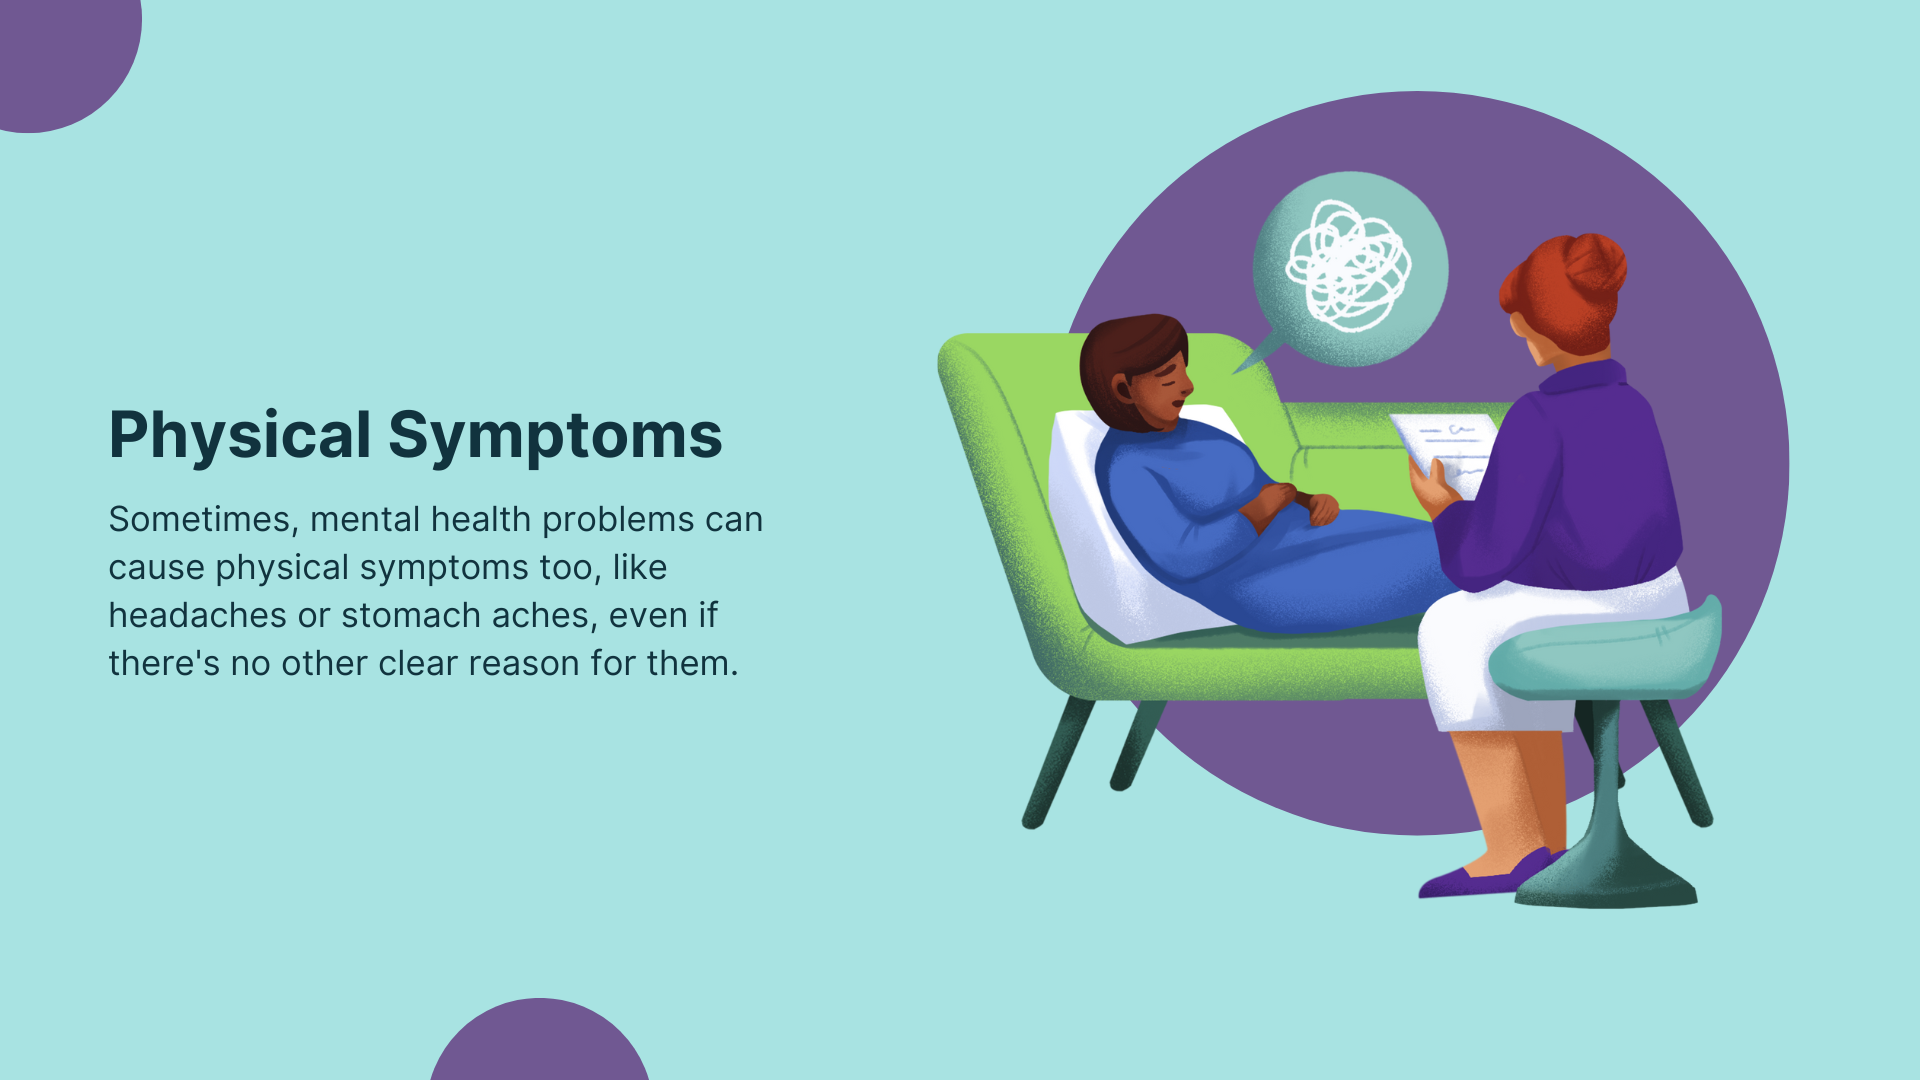 Physical Symptoms
Sometimes, mental health problems can
cause physical symptoms too, like
headaches or stomach aches, even if
there's no other clear reason for them.